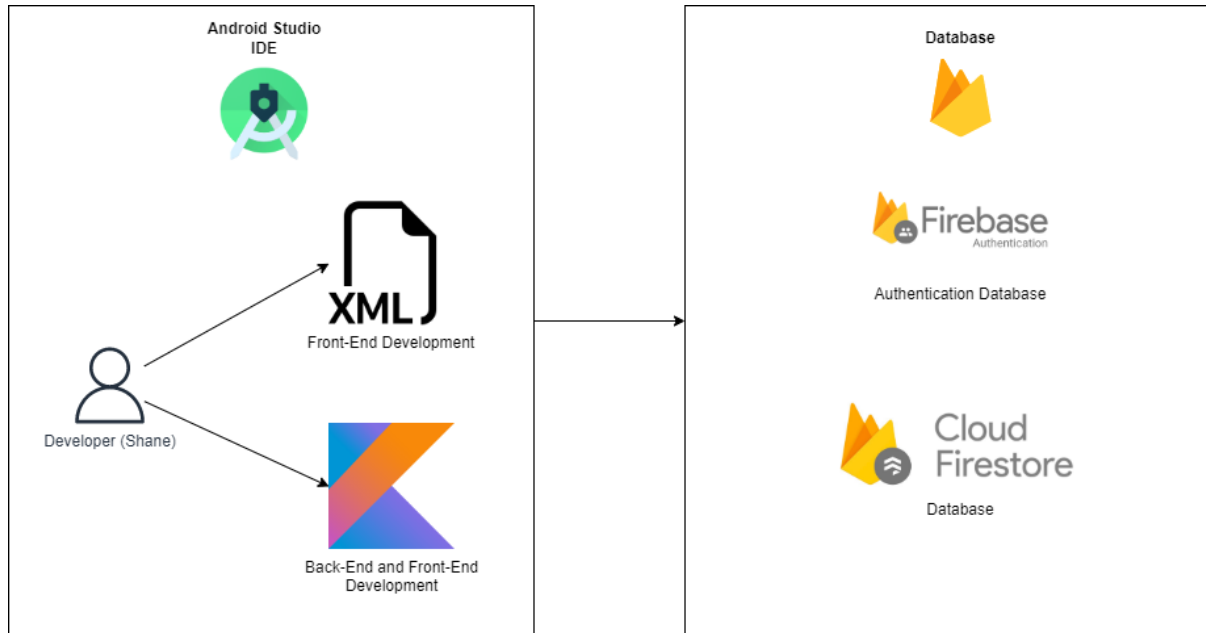 Android Studio
IDE
XML
Front-End Development
Developer (Shane)
Back-End and Front-End
Development
Database
Firebase
Authentication
Authentication Database
Cloud
Firestore
Database